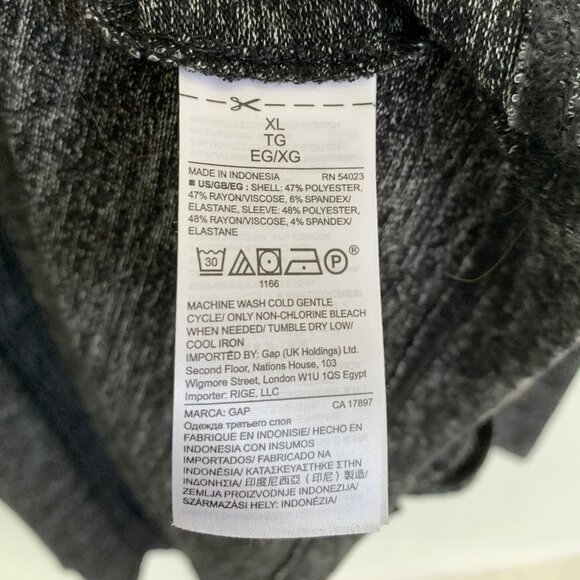 XL
TG
EG/XG
MADE IN INDONESIA RN 54023
■ US/GB/EG : SHELL: 47% POLYESTER,
47% RAYON/VISCOSE, 6% SPANDEX/
ELASTANE, SLEEVE: 48% POLYESTER,
48% RAYON/VISCOSE, 4% SPANDEX/
ELASTANE
30 P®
1166
MACHINE WASH COLD GENTLE
CYCLE/ ONLY NON-CHLORINE BLEACH
WHEN NEEDED/ TUMBLE DRY LOW/
COOL IRON
IMPORTED BY: Gap (UK Holdings) Ltd.
Second Floor, Nations House, 103
Wigmore Street, London W1U 1QS Egypt
Importer: RIGE, LLC
MARCA: GAP CA 17897
Одежда третьего слоя
FABRIQUE EN INDONISIE/ HECHO EN
INDONESIA CON INSUMOS
IMPORTADOS/ FABRICADO NA
INDONÉSIA/ ΚΑΤΑΣΚΕΥΑΣΤΗΚΕ ΣΤΗΝ
ΙΝΔΟΝΗΣΙΑ/ 印度尼西亞 (印尼) 製造/
ZEMLJA PROIZVODNJE INDONEZIJA/
SZÁRMAZÁSI HELY: INDONÉZIA/